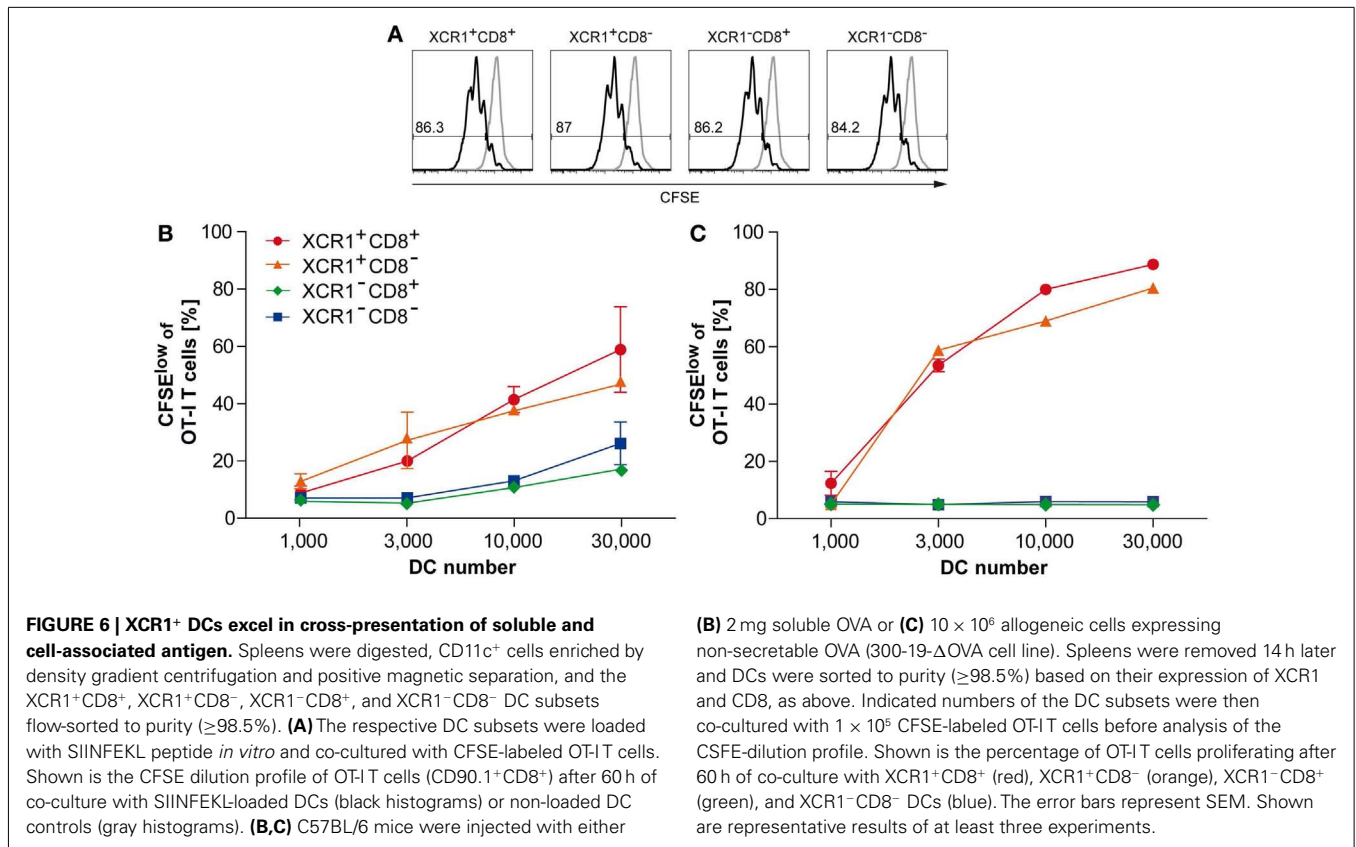 A
XCR1⁺CD8⁺ XCR1⁺CD8⁻ XCR1⁻CD8⁺ XCR1⁻CD8⁻
86.3 87 86.2 84.2
CFSE
B
100
80
60
40
20
0
CFSE^low of
OT-I T cells [%]
XCR1⁺CD8⁺
XCR1⁺CD8⁻
XCR1⁻CD8⁺
XCR1⁻CD8⁻
1,000 3,000 10,000 30,000
DC number
C
100
80
60
40
20
0
CFSE^low of
OT-I T cells [%]
1,000 3,000 10,000 30,000
DC number
FIGURE 6 | XCR1⁺ DCs excel in cross-presentation of soluble and
cell-associated antigen. Spleens were digested, CD11c⁺ cells enriched by
density gradient centrifugation and positive magnetic separation, and the
XCR1⁺CD8⁺, XCR1⁺CD8⁻, XCR1⁻CD8⁺, and XCR1⁻CD8⁻ DC subsets
flow-sorted to purity (≥98.5%). (A) The respective DC subsets were loaded
with SIINFEKL peptide in vitro and co-cultured with CFSE-labeled OT-I T cells.
Shown is the CFSE dilution profile of OT-I T cells (CD90.1⁺CD8⁺) after 60 h of
co-culture with SIINFEKL-loaded DCs (black histograms) or non-loaded DC
controls (gray histograms). (B,C) C57BL/6 mice were injected with either
(B) 2 mg soluble OVA or (C) 10 × 10⁶ allogeneic cells expressing
non-secretable OVA (300-19-ΔOVA cell line). Spleens were removed 14 h later
and DCs were sorted to purity (≥98.5%) based on their expression of XCR1
and CD8, as above. Indicated numbers of the DC subsets were then
co-cultured with 1 × 10⁵ CFSE-labeled OT-I T cells before analysis of the
CSFE-dilution profile. Shown is the percentage of OT-I T cells proliferating after
60 h of co-culture with XCR1⁺CD8⁺ (red), XCR1⁺CD8⁻ (orange), XCR1⁻CD8⁺
(green), and XCR1⁻CD8⁻ DCs (blue). The error bars represent SEM. Shown
are representative results of at least three experiments.